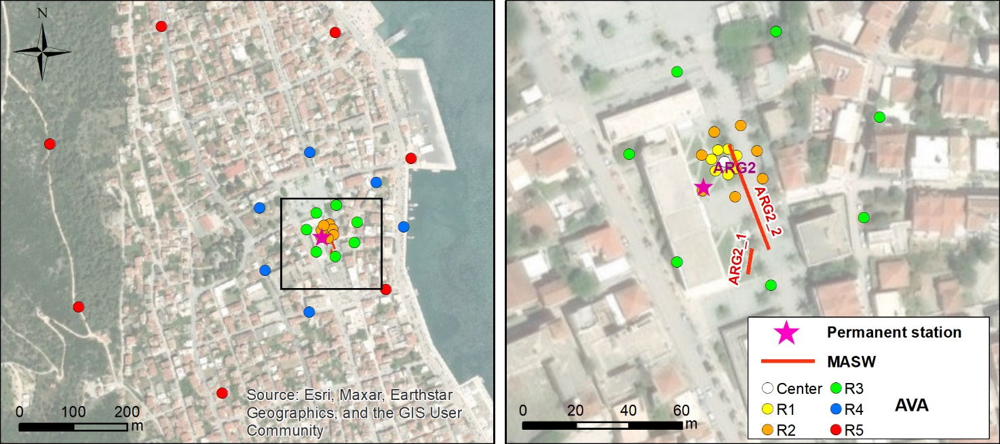 N
Source: Esri, Maxar, Earthstar
Geographics, and the GIS User
Community
0 100 200
m
ARG2
ARG2_2
ARG2_1
0 20 40 60
m
Permanent station
MASW
Center R3
R1 R4 AVA
R2 R5